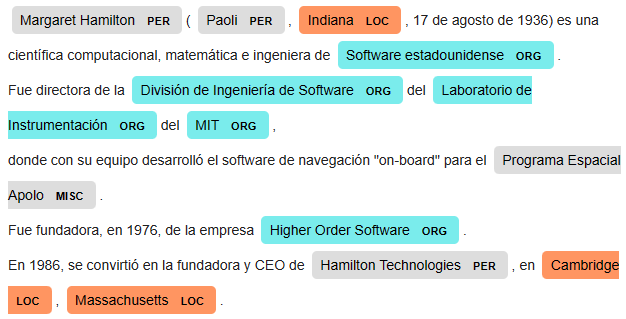 Margaret Hamilton PER ( Paoli PER , Indiana LOC , 17 de agosto de 1936) es una
científica computacional, matemática e ingeniera de Software estadounidense ORG .
Fue directora de la División de Ingeniería de Software ORG del Laboratorio de
Instrumentación ORG del MIT ORG ,
donde con su equipo desarrolló el software de navegación "on-board" para el Programa Espacial
Apolo MISC .
Fue fundadora, en 1976, de la empresa Higher Order Software ORG .
En 1986, se convirtió en la fundadora y CEO de Hamilton Technologies PER , en Cambridge
LOC , Massachusetts LOC .